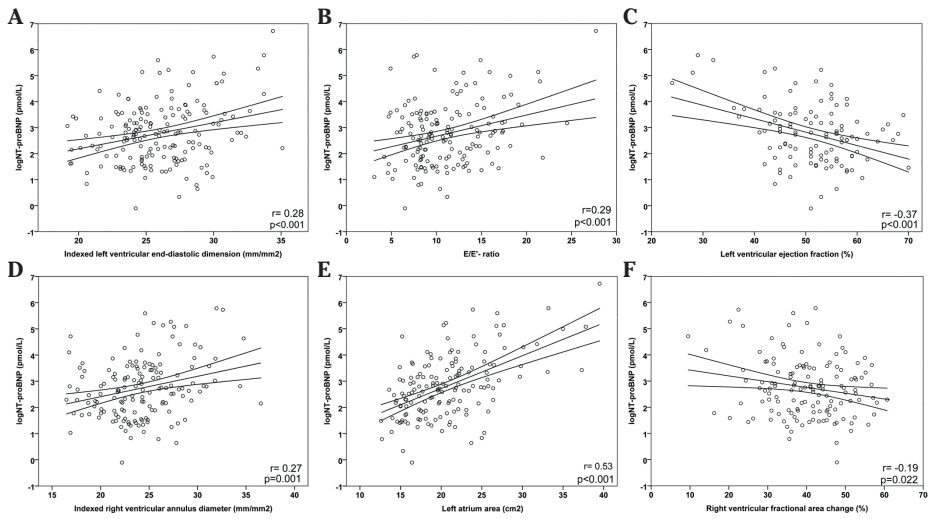 A
logNT-proBNP (pmol/L)
7
6
5
4
3
2
1
0
-1
20 25 30 35
r= 0.28
p<0.001
Indexed left ventricular end-diastolic dimension (mm/mm2)
B
logNT-proBNP (pmol/L)
7
6
5
4
3
2
1
0
-1
0 5 10 15 20 25 30
r=0.29
p<0.001
E/E'- ratio
C
logNT-proBNP (pmol/L)
7
6
5
4
3
2
1
0
-1
20 30 40 50 60 70
r= -0.37
p<0.001
Left ventricular ejection fraction (%)
D
logNT-proBNP (pmol/L)
7
6
5
4
3
2
1
0
-1
15 20 25 30 35 40
r= 0.27
p=0.001
Indexed right ventricular annulus diameter (mm/mm2)
E
logNT-proBNP (pmol/L)
7
6
5
4
3
2
1
0
-1
10 15 20 25 30 35 40
r= 0.53
p<0.001
Left atrium area (cm2)
F
logNT-proBNP (pmol/L)
7
6
5
4
3
2
1
0
-1
0 10 20 30 40 50 60 70
r= -0.19
p=0.022
Right ventricular fractional area change (%)